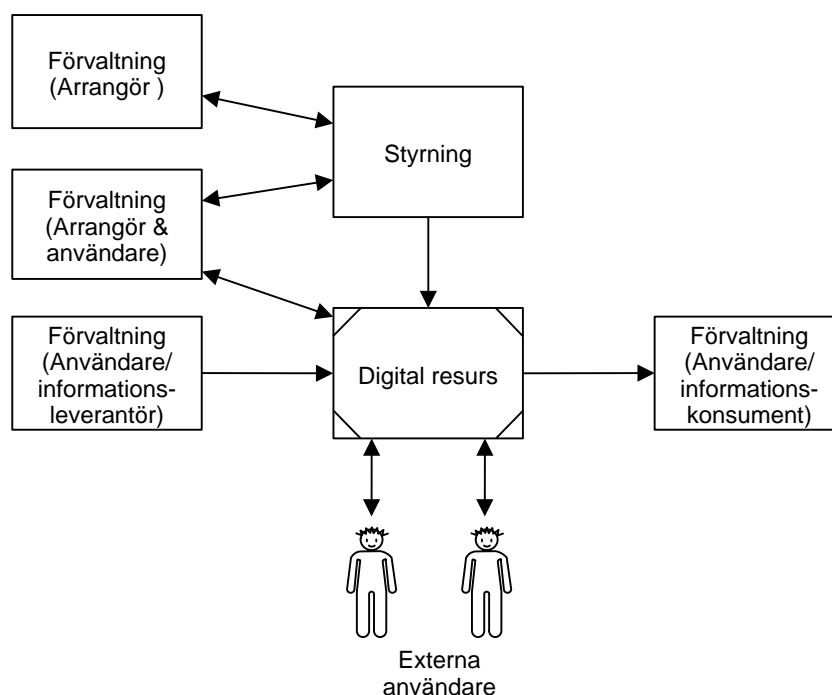 Förvaltning
(Arrangör )
Styrning
Förvaltning
(Arrangör &
användare)
Förvaltning
(Användare/
informations-
leverantör)
Digital resurs
Förvaltning
(Användare/
informations-
konsument)
Externa
användare